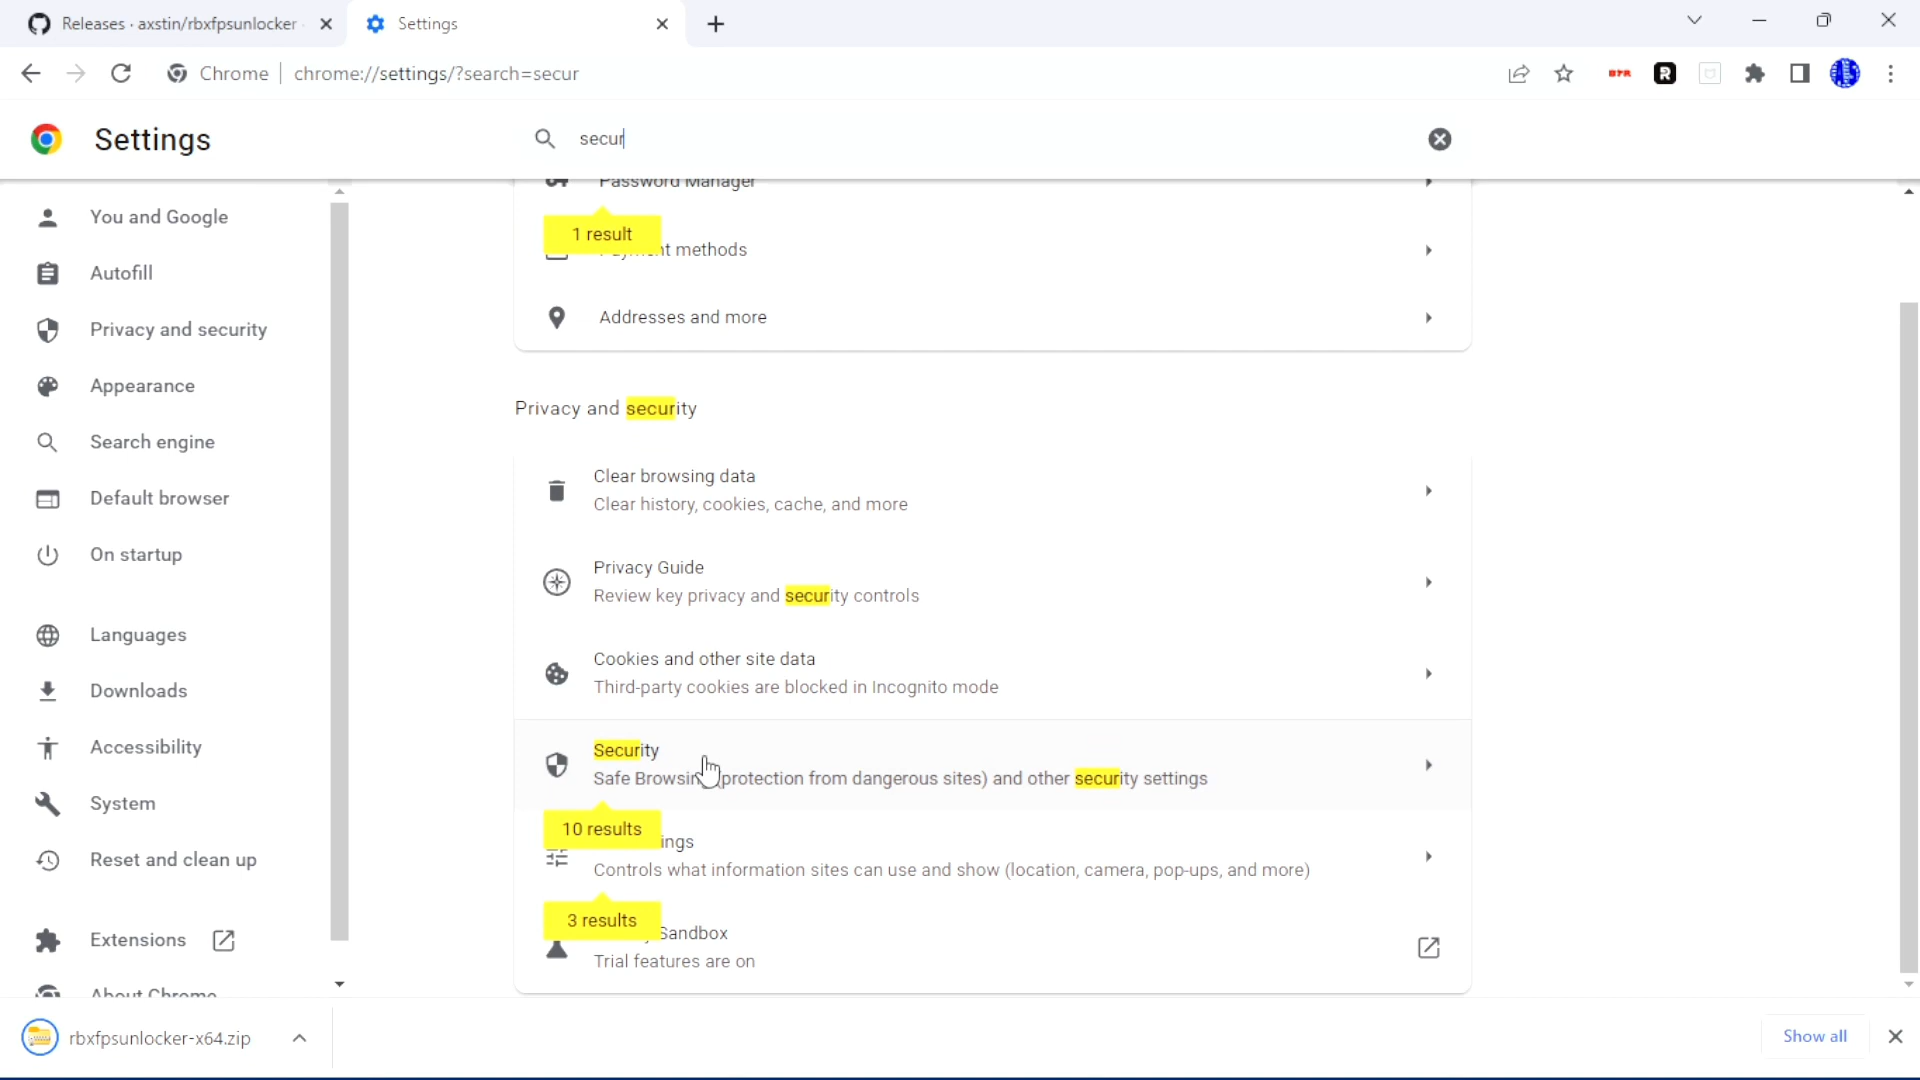 Releases · axstin/rbxfpsunlocker
Settings
Chrome
chrome://settings/?search=secur
Settings
secur
You and Google
Autofill
Privacy and security
Appearance
Search engine
Default browser
On startup
Languages
Downloads
Accessibility
System
Reset and clean up
Extensions
About Chrome
Password Manager
1 result
methods
Addresses and more
Privacy and security
Clear browsing data
Clear history, cookies, cache, and more
Privacy Guide
Review key privacy and security controls
Cookies and other site data
Third-party cookies are blocked in Incognito mode
Security
Safe Browsing (protection from dangerous sites) and other security settings
10 results
ings
Controls what information sites can use and show (location, camera, pop-ups, and more)
3 results
Sandbox
Trial features are on
rbxfpsunlocker-x64.zip
Show all